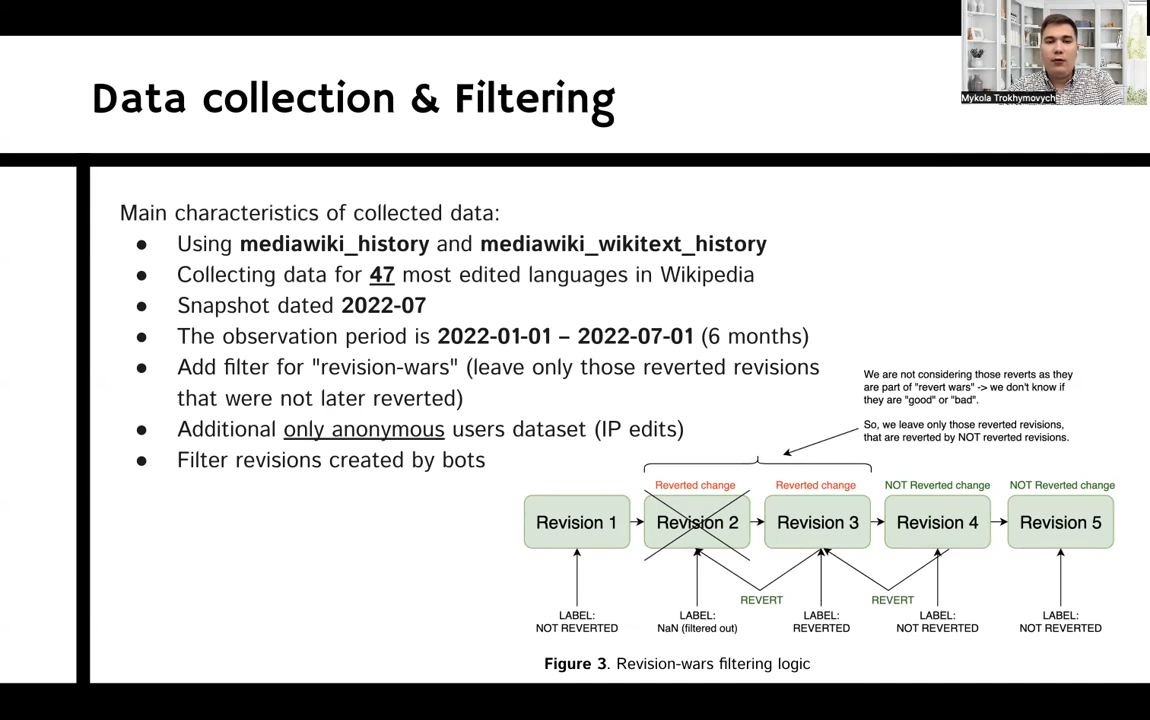 Mykola Trokhymovych
Data collection & Filtering
Main characteristics of collected data:
● Using mediawiki_history and mediawiki_wikitext_history
● Collecting data for 47 most edited languages in Wikipedia
● Snapshot dated 2022-07
● The observation period is 2022-01-01 – 2022-07-01 (6 months)
● Add filter for "revision-wars" (leave only those reverted revisions
that were not later reverted)
● Additional only anonymous users dataset (IP edits)
● Filter revisions created by bots
We are not considering those reverts as they
are part of "revert wars" -> we don't know if
they are "good" or "bad".
So, we leave only those reverted revisions,
that are reverted by NOT reverted revisions.
Reverted change
Reverted change
NOT Reverted change
NOT Reverted change
Revision 1
Revision 2
Revision 3
Revision 4
Revision 5
REVERT
REVERT
LABEL:
NOT REVERTED
LABEL:
NaN (filtered out)
LABEL:
REVERTED
LABEL:
NOT REVERTED
LABEL:
NOT REVERTED
Figure 3. Revision-wars filtering logic